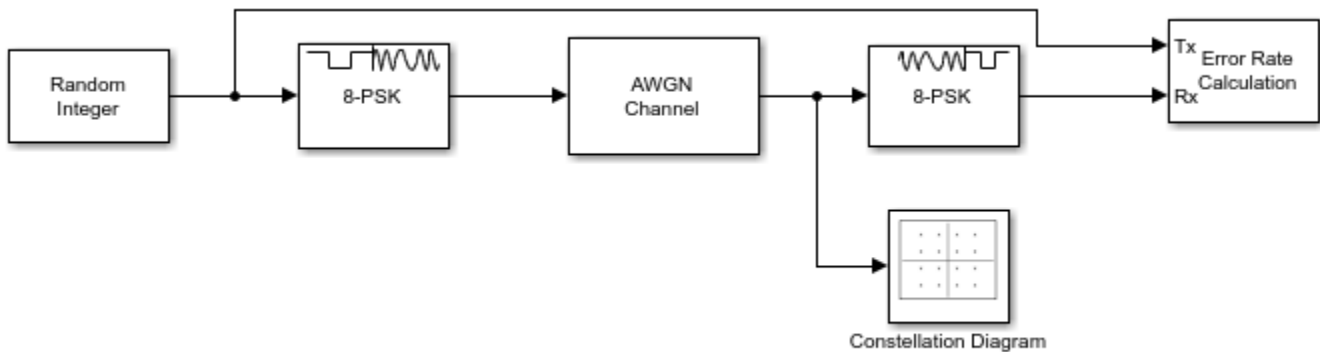 Random
Integer
8-PSK
AWGN
Channel
8-PSK
Tx
Error Rate
Calculation
Rx
Constellation Diagram